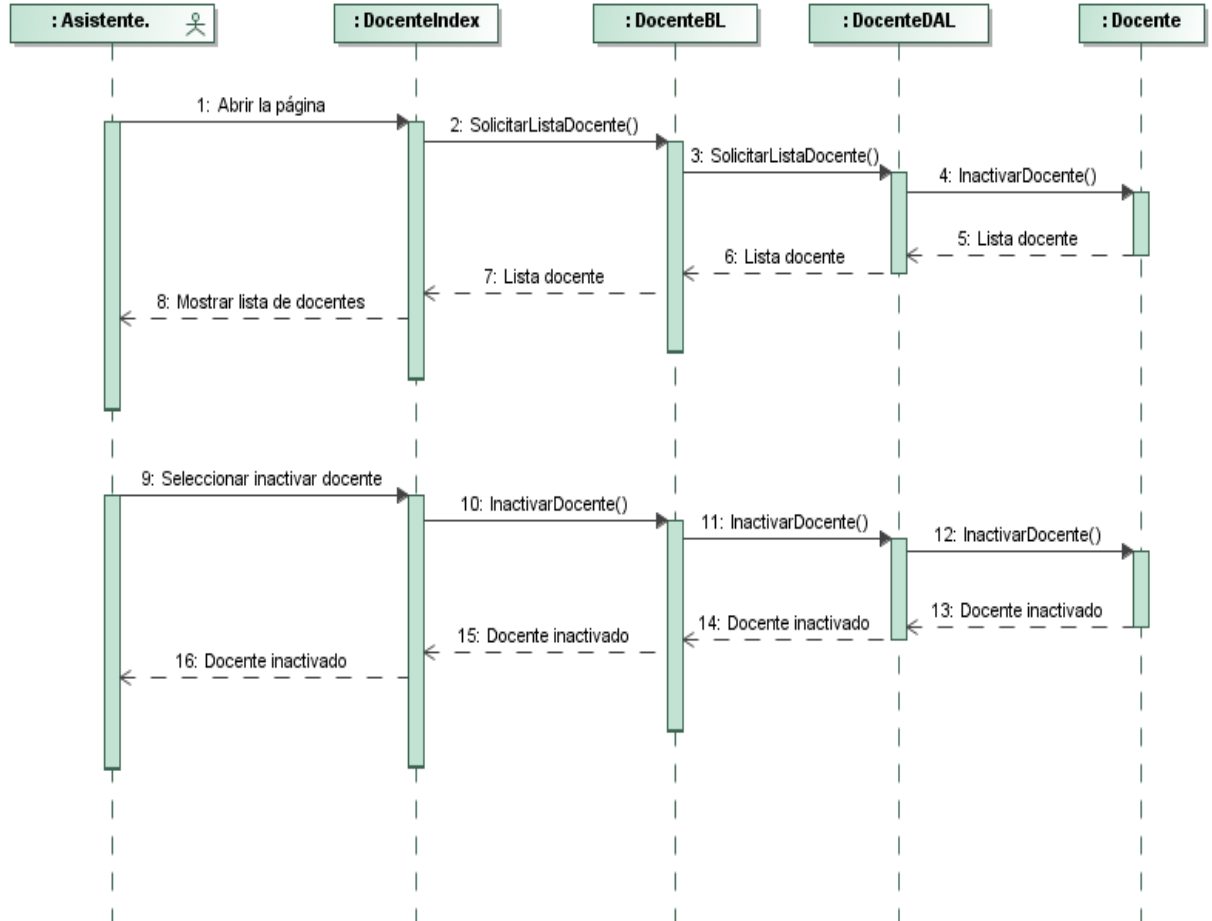 : Asistente.
: DocenteIndex
: DocenteBL
: DocenteDAL
: Docente
1: Abrir la página
2: SolicitarListaDocente()
3: SolicitarListaDocente()
4: InactivarDocente()
5: Lista docente
6: Lista docente
7: Lista docente
8: Mostrar lista de docentes
9: Seleccionar inactivar docente
10: InactivarDocente()
11: InactivarDocente()
12: InactivarDocente()
13: Docente inactivado
14: Docente inactivado
15: Docente inactivado
16: Docente inactivado